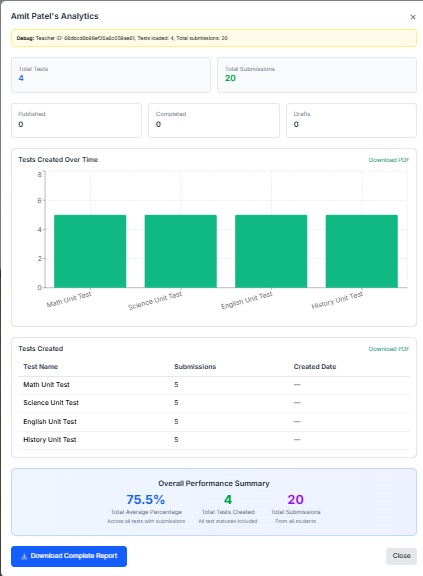 Amit Patel's Analytics
×
Debug: Teacher ID: 68dbcd8b98ef26a6c059ae61, Tests loaded: 4, Total submissions: 20
Total Tests
4
Total Submissions
20
Published
0
Completed
0
Drafts
0
Tests Created Over Time
Download PDF
8
6
4
2
0
Math Unit Test
Science Unit Test
English Unit Test
History Unit Test
Tests Created
Download PDF
Test Name Submissions Created Date
Math Unit Test 5 —
Science Unit Test 5 —
English Unit Test 5 —
History Unit Test 5 —
Overall Performance Summary
75.5% 4 20
Total Average Percentage Total Tests Created Total Submissions
Across all tests with submissions All test statuses included From all students
Download Complete Report
Close